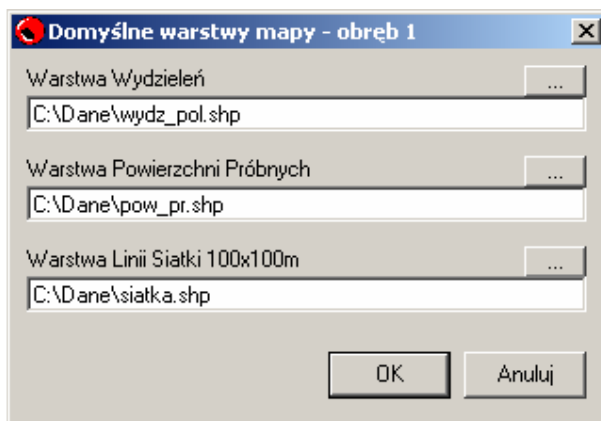 Domyślne warstwy mapy - obręb 1
Warstwa Wydzieleń
...
C:\Dane\wydz_pol.shp
Warstwa Powierzchni Próbnych
...
C:\Dane\pow_pr.shp
Warstwa Linii Siatki 100x100m
...
C:\Dane\siatka.shp
OK Anuluj